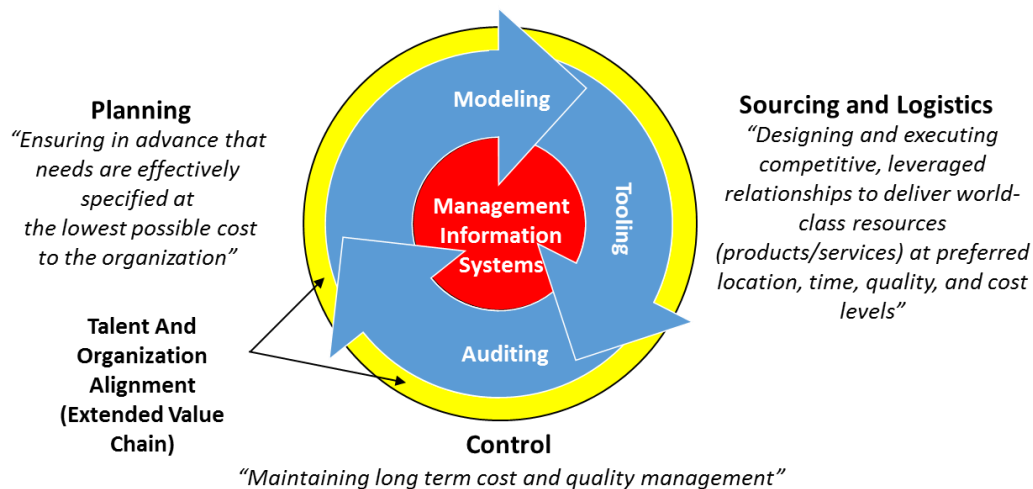 Planning
“Ensuring in advance that
needs are effectively
specified at
the lowest possible cost
to the organization”
Talent And
Organization
Alignment
(Extended Value
Chain)
Modeling
Tooling
Auditing
Management
Information
Systems
Sourcing and Logistics
“Designing and executing
competitive, leveraged
relationships to deliver world-
class resources
(products/services) at preferred
location, time, quality, and cost
levels”
Control
“Maintaining long term cost and quality management”